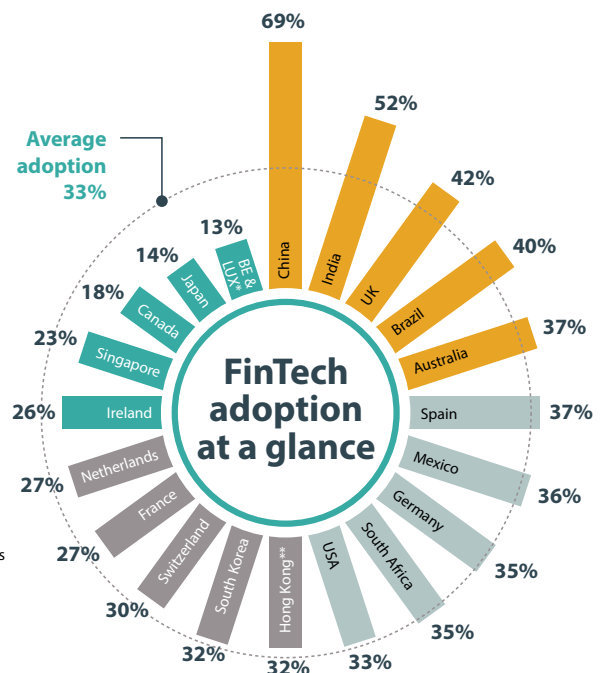 69%
China
52%
India
42%
UK
40%
Brazil
37%
Australia
37%
Spain
36%
Mexico
35%
Germany
35%
South Africa
33%
USA
32%
Hong Kong**
32%
South Korea
30%
Switzerland
27%
France
27%
Netherlands
26%
Ireland
23%
Singapore
18%
Canada
14%
Japan
13%
BE &
LUX*
Average
adoption
33%
FinTech
adoption
at a glance
s